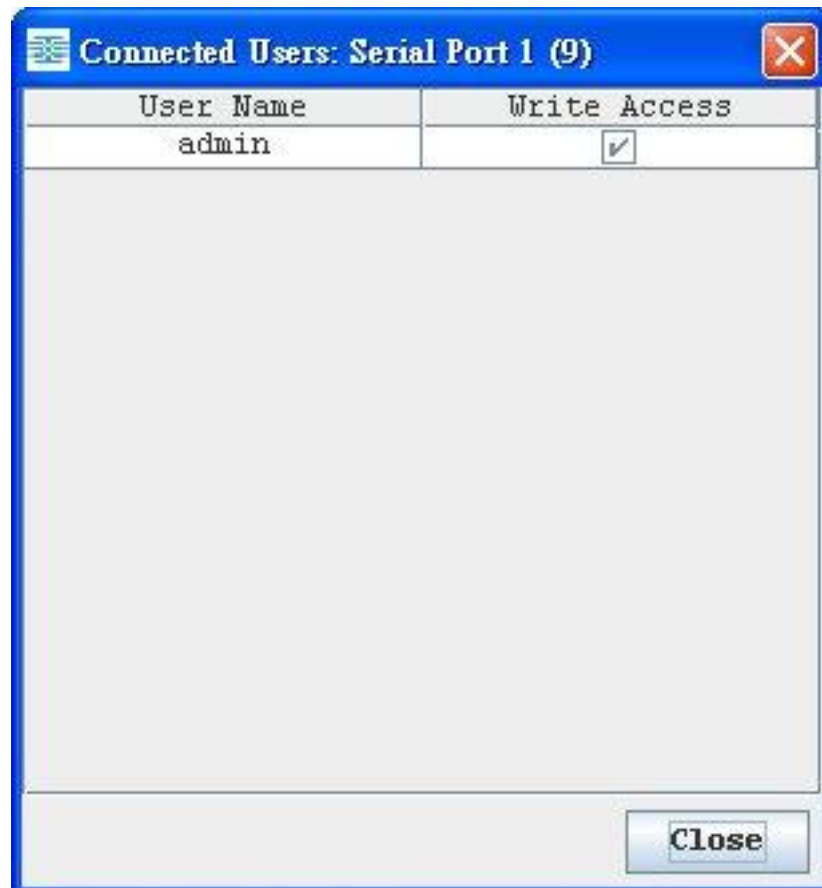 Connected Users: Serial Port 1 (9)
User Name Write Access
admin
Close